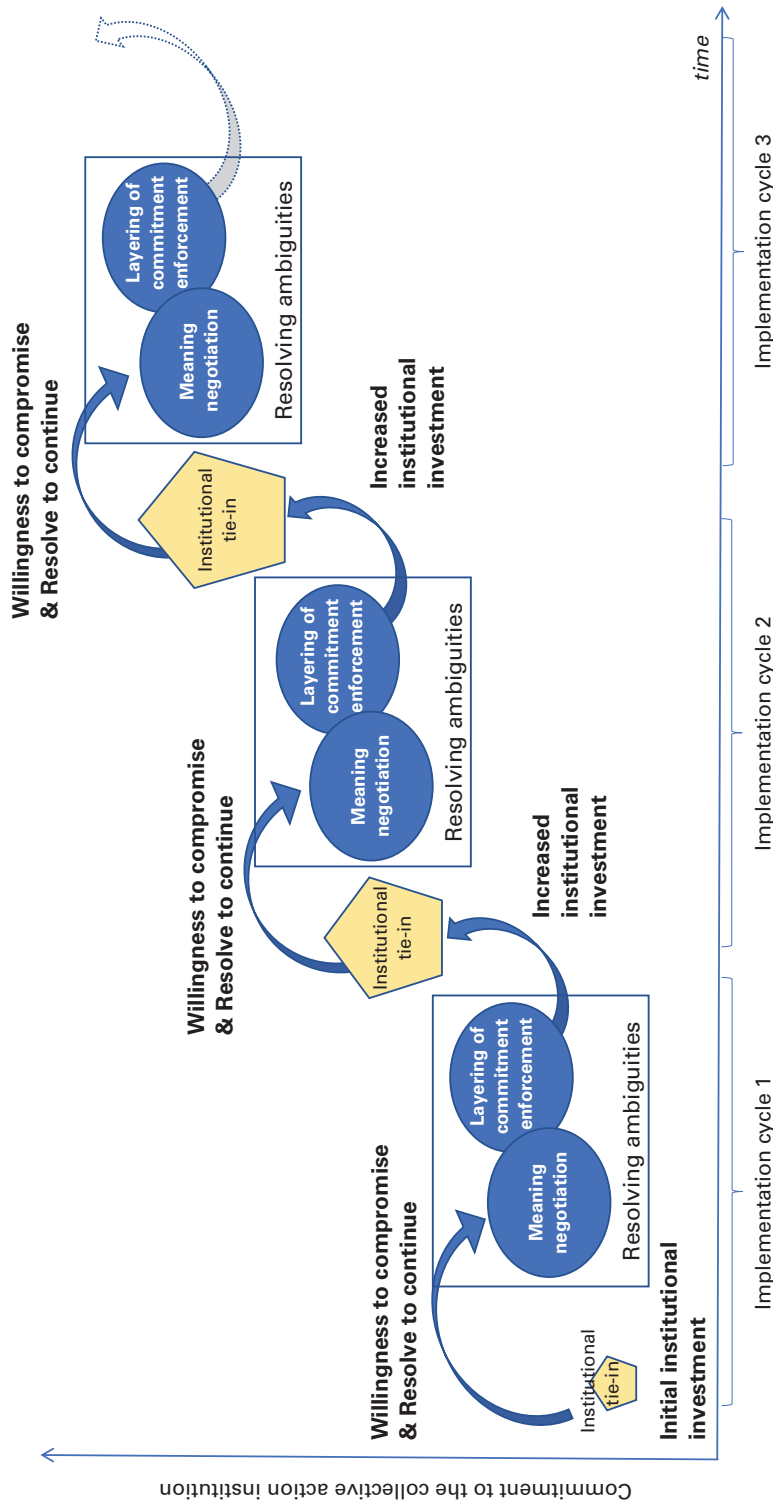 Commitment to the collective action institution
Willingness to compromise
& Resolve to continue
Institutional
tie-in
Initial institutional
investment
Meaning
negotiation
Layering of
commitment
enforcement
Resolving ambiguities
Willingness to compromise
& Resolve to continue
Institutional
tie-in
Increased
institutional
investment
Meaning
negotiation
Layering of
commitment
enforcement
Resolving ambiguities
Willingness to compromise
& Resolve to continue
Institutional
tie-in
Increased
institutional
investment
Meaning
negotiation
Layering of
commitment
enforcement
Resolving ambiguities
time
Implementation cycle 1
Implementation cycle 2
Implementation cycle 3